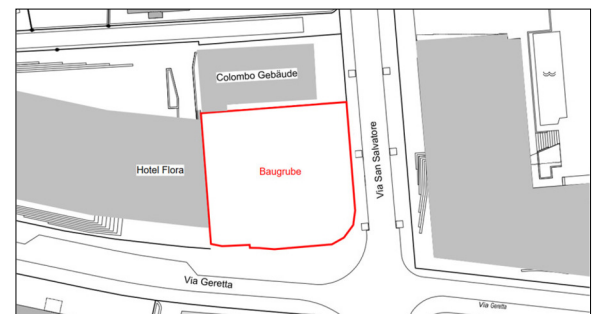 Colombo Gebäude
Hotel Flora
Baugrube
Via San Salvatore
Via Geretta
Via Geretta